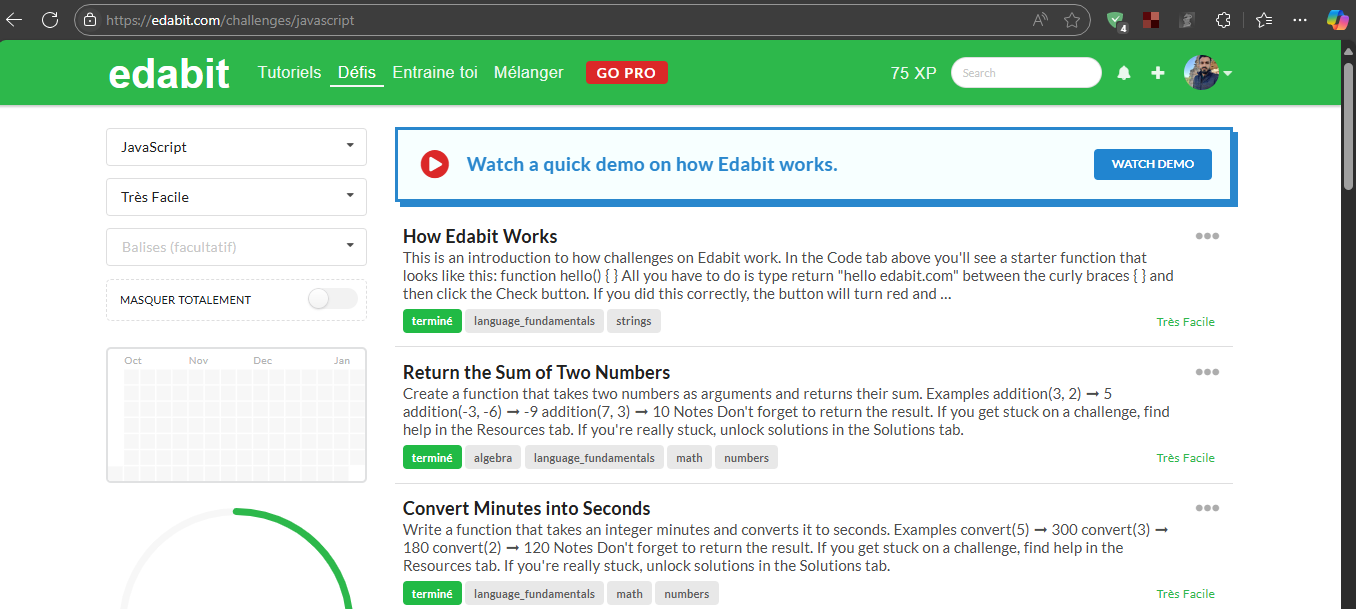 https://edabit.com/challenges/javascript
4
edabit
Tutoriels Défis Entraine toi Mélanger GO PRO 75 XP Search
JavaScript
Très Facile
Balises (facultatif)
MASQUER TOTALEMENT
Oct Nov Dec Jan
Watch a quick demo on how Edabit works. WATCH DEMO
How Edabit Works
This is an introduction to how challenges on Edabit work. In the Code tab above you'll see a starter function that
looks like this: function hello() { } All you have to do is type return "hello edabit.com" between the curly braces { } and
then click the Check button. If you did this correctly, the button will turn red and ...
terminé language_fundamentals strings Très Facile
Return the Sum of Two Numbers
Create a function that takes two numbers as arguments and returns their sum. Examples addition(3, 2) ➞ 5
addition(-3, -6) ➞ -9 addition(7, 3) ➞ 10 Notes Don't forget to return the result. If you get stuck on a challenge, find
help in the Resources tab. If you're really stuck, unlock solutions in the Solutions tab.
terminé algebra language_fundamentals math numbers Très Facile
Convert Minutes into Seconds
Write a function that takes an integer minutes and converts it to seconds. Examples convert(5) ➞ 300 convert(3) ➞
180 convert(2) ➞ 120 Notes Don't forget to return the result. If you get stuck on a challenge, find help in the
Resources tab. If you're really stuck, unlock solutions in the Solutions tab.
terminé language_fundamentals math numbers Très Facile